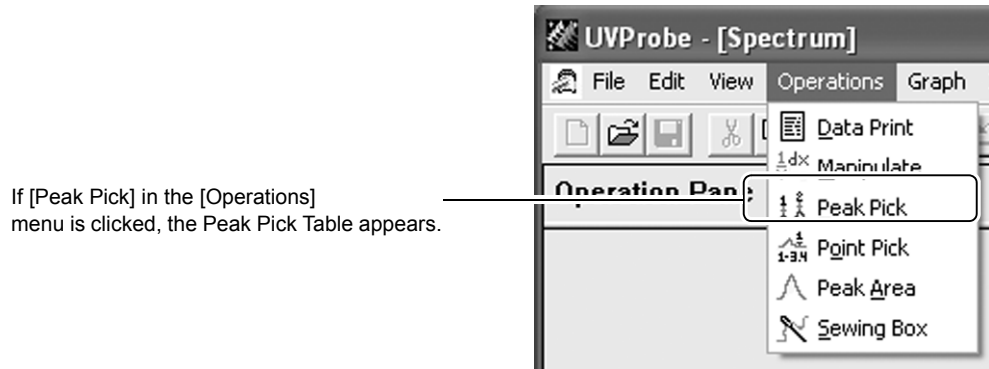 UVProbe - [Spectrum]
File Edit View Operations Graph
Data Print
Manipulate
Operation Pane
Peak Pick
Point Pick
Peak Area
Sewing Box
If [Peak Pick] in the [Operations]
menu is clicked, the Peak Pick Table appears.